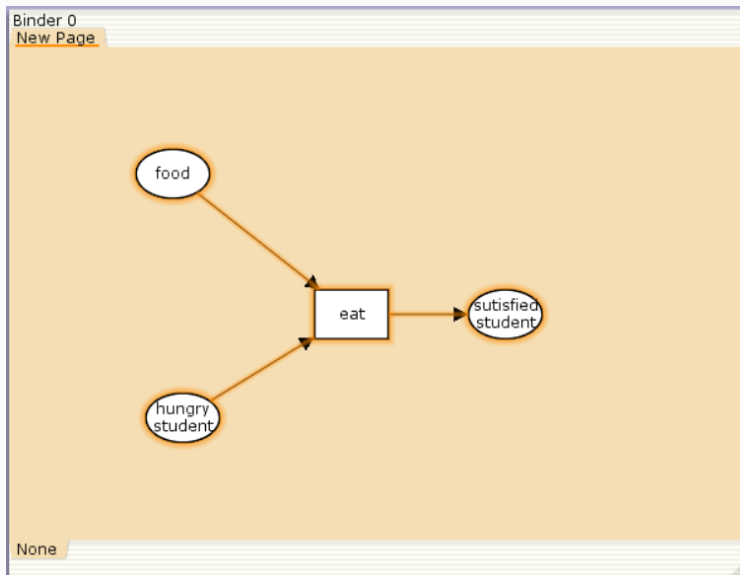 Binder 0
New Page
food
eat
sutisfied
student
hungry
student
None